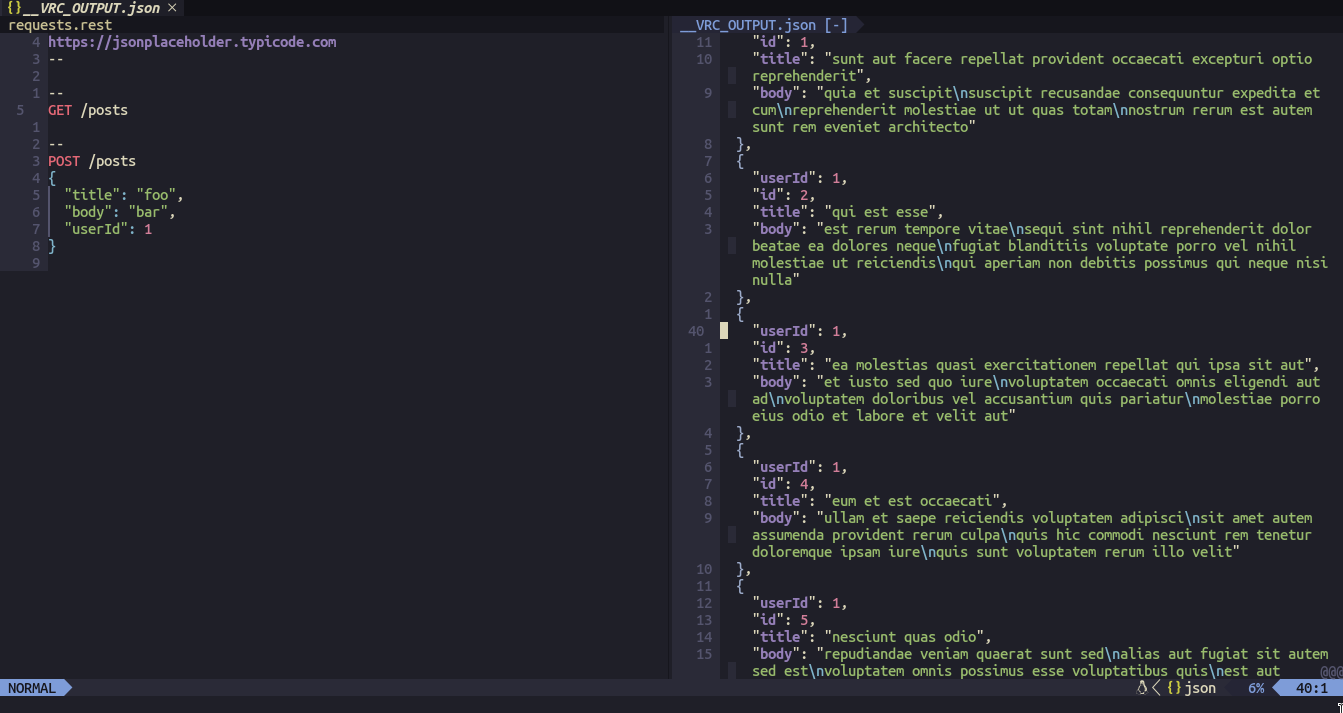 {} __VRC_OUTPUT.json ×
requests.rest
4 https://jsonplaceholder.typicode.com
3 --
2
1 --
5 GET /posts
1
2 --
3 POST /posts
4 {
5 "title": "foo",
6 "body": "bar",
7 "userId": 1
8 }
9
__VRC_OUTPUT.json [-]
11 "id": 1,
10 "title": "sunt aut facere repellat provident occaecati excepturi optio
reprehenderit",
9 "body": "quia et suscipit\nsuscipit recusandae consequuntur expedita et
cum\nreprehenderit molestiae ut ut quas totam\nnostrum rerum est autem
sunt rem eveniet architecto"
8 },
7 {
6 "userId": 1,
5 "id": 2,
4 "title": "qui est esse",
3 "body": "est rerum tempore vitae\nsequi sint nihil reprehenderit dolor
beatae ea dolores neque\nfugiat blanditiis voluptate porro vel nihil
molestiae ut reiciendis\nqui aperiam non debitis possimus qui neque nisi
nulla"
2 },
1 {
40 "userId": 1,
1 "id": 3,
2 "title": "ea molestias quasi exercitationem repellat qui ipsa sit aut",
3 "body": "et iusto sed quo iure\nvoluptatem occaecati omnis eligendi aut
ad\nvoluptatem doloribus vel accusantium quis pariatur\nmolestiae porro
eius odio et labore et velit aut"
4 },
5 {
6 "userId": 1,
7 "id": 4,
8 "title": "eum et est occaecati",
9 "body": "ullam et saepe reiciendis voluptatem adipisci\nsit amet autem
assumenda provident rerum culpa\nquis hic commodi nesciunt rem tenetur
doloremque ipsam iure\nquis sunt voluptatem rerum illo velit"
10 },
11 {
12 "userId": 1,
13 "id": 5,
14 "title": "nesciunt quas odio",
15 "body": "repudiandae veniam quaerat sunt sed\nalias aut fugiat sit autem
sed est\nvoluptatem omnis possimus esse voluptatibus quis\nest aut @@@
NORMAL {} json 6% 40:1